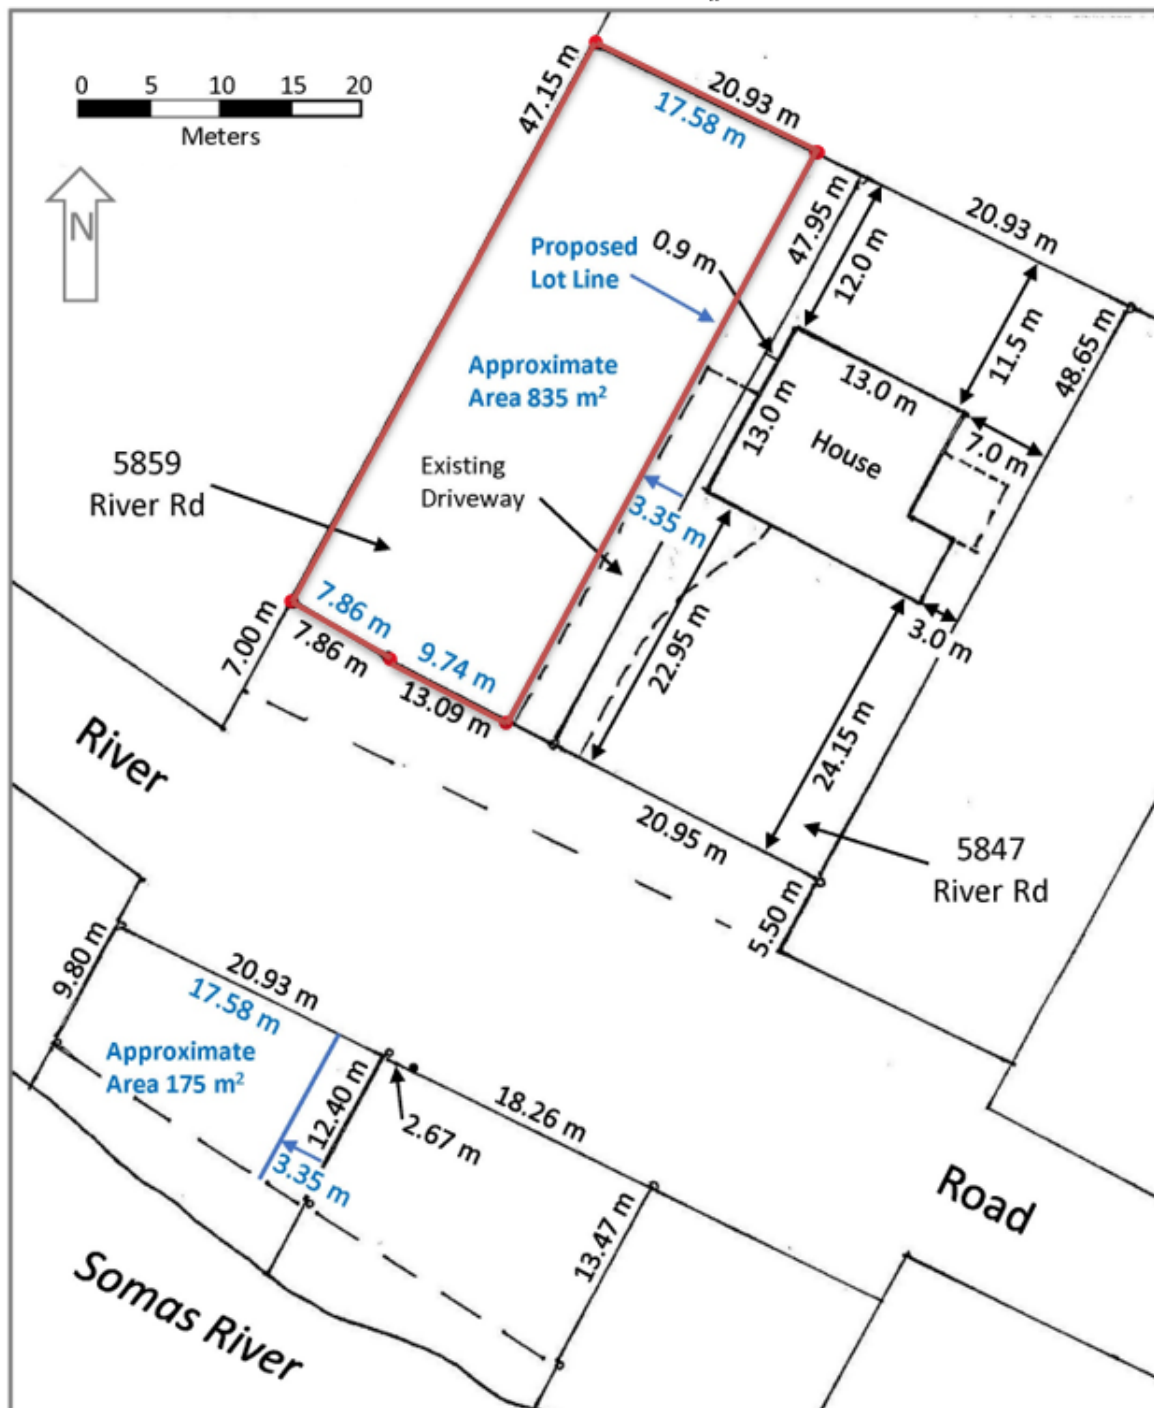 0 5 10 15 20
Meters
N
47.15 m
20.93 m
17.58 m
Proposed
Lot Line
0.9 m
47.95 m
12.0 m
20.93 m
11.5 m
48.65 m
Approximate
Area 835 m²
13.0 m
13.0 m
House
7.0 m
5859
River Rd
Existing
Driveway
3.35 m
7.00 m
7.86 m
7.86 m
9.74 m
13.09 m
22.95 m
3.0 m
24.15 m
River
20.95 m
5847
River Rd
5.50 m
9.80 m
20.93 m
17.58 m
Approximate
Area 175 m²
12.40 m
3.35 m
2.67 m
18.26 m
13.47 m
Road
Somas River